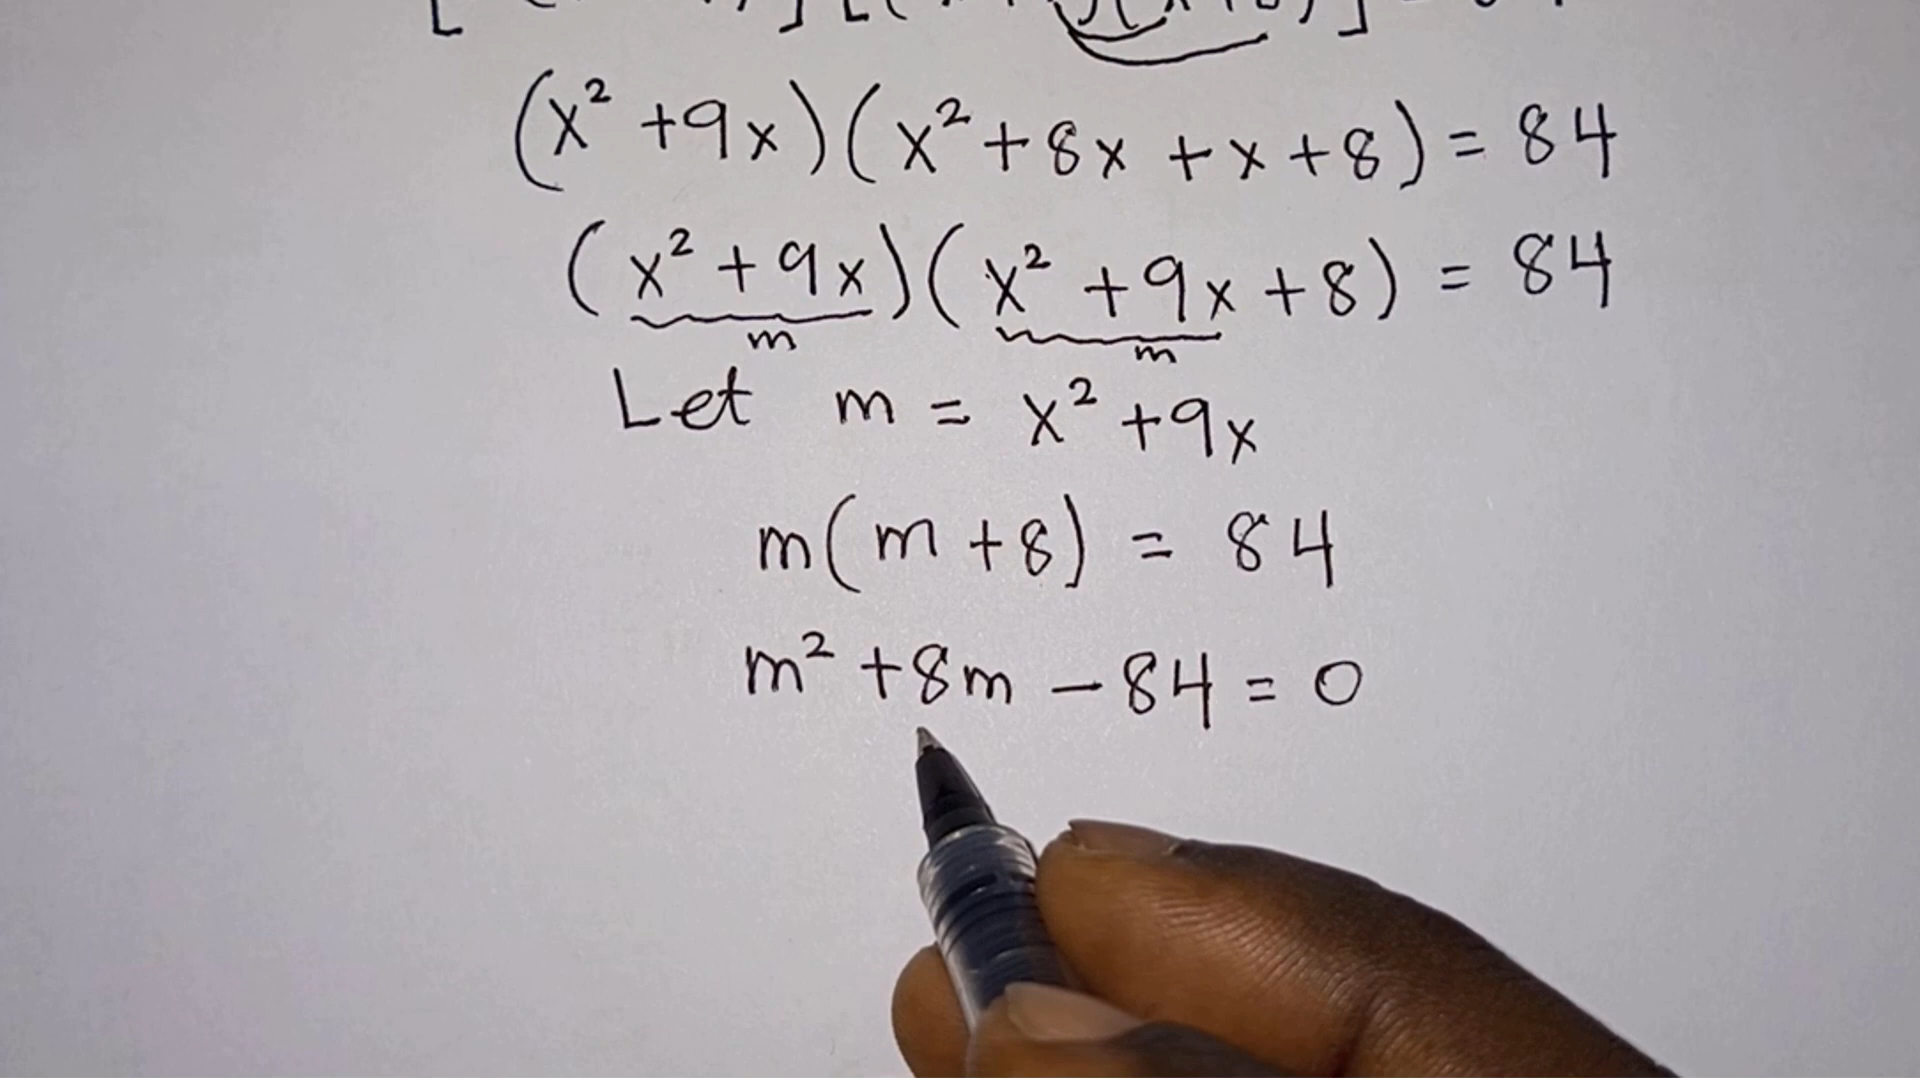 (x² +9x)(x²+8x +x+8)= 84
(x²+9x)(x² +9x+8) = 84
m m
Let m = x²+9x
m(m+8) = 84
m² +8m – 84 = 0